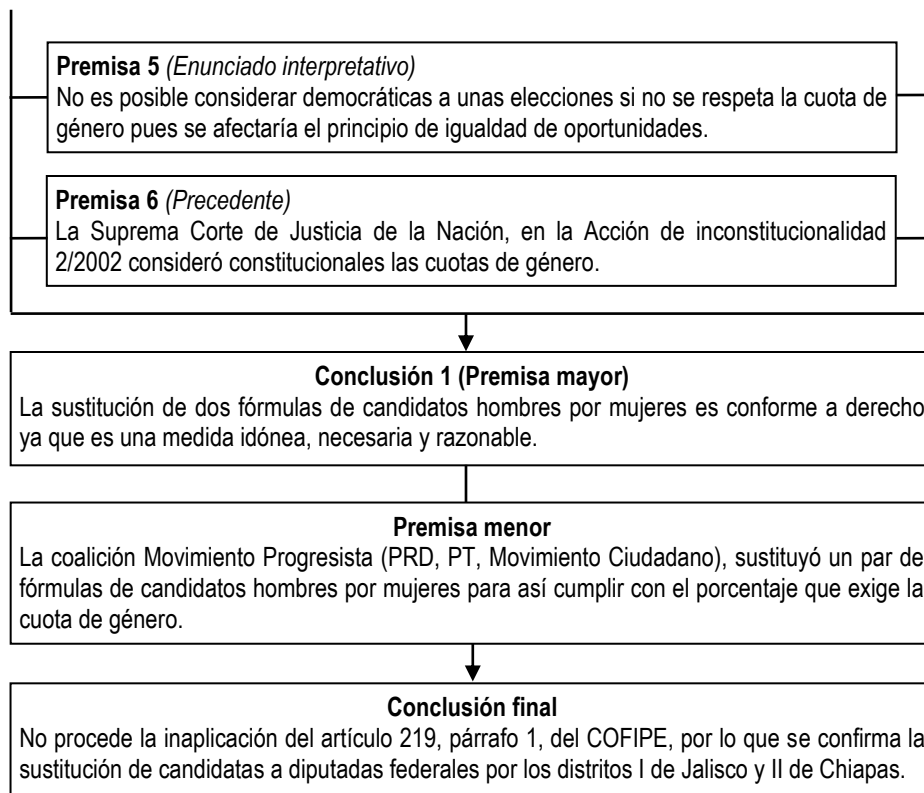 Premisa 5 (Enunciado interpretativo)
No es posible considerar democráticas a unas elecciones si no se respeta la cuota de
género pues se afectaría el principio de igualdad de oportunidades.
Premisa 6 (Precedente)
La Suprema Corte de Justicia de la Nación, en la Acción de inconstitucionalidad
2/2002 consideró constitucionales las cuotas de género.
Conclusión 1 (Premisa mayor)
La sustitución de dos fórmulas de candidatos hombres por mujeres es conforme a derecho
ya que es una medida idónea, necesaria y razonable.
Premisa menor
La coalición Movimiento Progresista (PRD, PT, Movimiento Ciudadano), sustituyó un par de
fórmulas de candidatos hombres por mujeres para así cumplir con el porcentaje que exige la
cuota de género.
Conclusión final
No procede la inaplicación del artículo 219, párrafo 1, del COFIPE, por lo que se confirma la
sustitución de candidatas a diputadas federales por los distritos I de Jalisco y II de Chiapas.